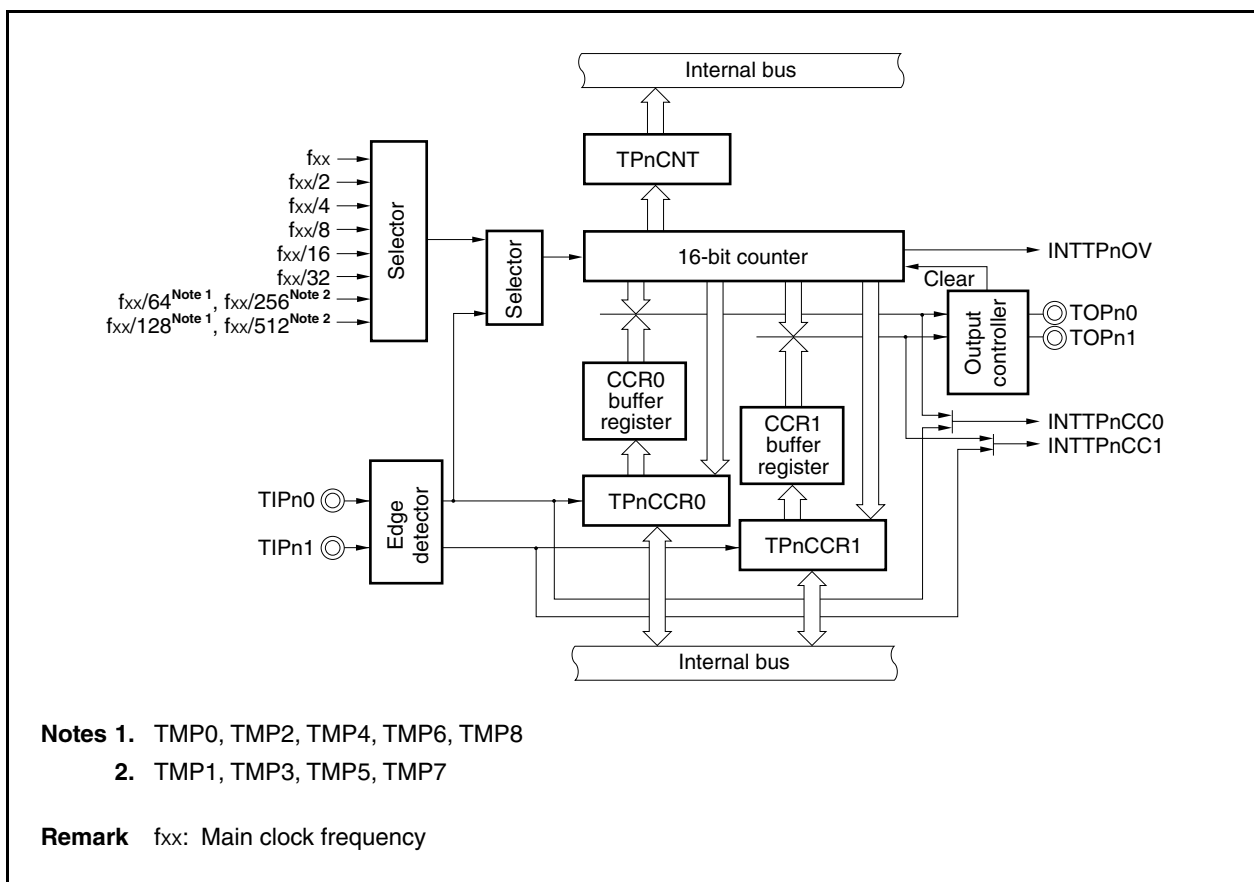 Internal bus
TPnCNT
fxx
fxx/2
fxx/4
fxx/8
fxx/16
fxx/32
fxx/64Note 1, fxx/256Note 2
fxx/128Note 1, fxx/512Note 2
Selector
Selector
16-bit counter
INTTPnOV
Clear
Output
controller
TOPn0
TOPn1
CCR0
buffer
register
CCR1
buffer
register
INTTPnCC0
INTTPnCC1
TIPn0
TIPn1
Edge
detector
TPnCCR0
TPnCCR1
Internal bus
Notes 1. TMP0, TMP2, TMP4, TMP6, TMP8
2. TMP1, TMP3, TMP5, TMP7
Remark fxx: Main clock frequency